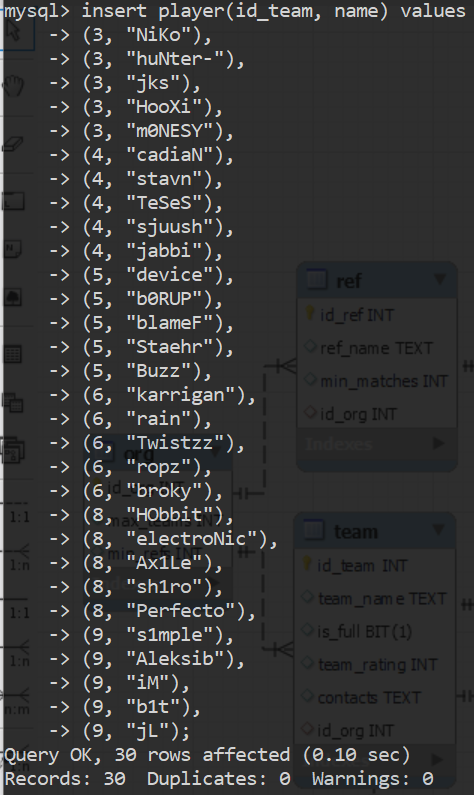 mysql> insert player(id_team, name) values
-> (3, "NiKo"),
-> (3, "huNter-"),
-> (3, "jks"),
-> (3, "HooXi"),
-> (3, "m0NESY"),
-> (4, "cadiaN"),
-> (4, "stavn"),
-> (4, "TeSeS"),
-> (4, "sjuush"),
-> (4, "jabbi"),
-> (5, "device"),
-> (5, "b0RUP"),
-> (5, "blameF"),
-> (5, "Staehr"),
-> (5, "Buzz"),
-> (6, "karrigan"),
-> (6, "rain"),
-> (6, "Twistzz"),
-> (6, "ropz"),
-> (6, "broky"),
-> (8, "HObbit"),
-> (8, "electroNic"),
-> (8, "Ax1Le"),
-> (8, "sh1ro"),
-> (8, "Perfecto"),
-> (9, "s1mple"),
-> (9, "Aleksib"),
-> (9, "iM"),
-> (9, "b1t"),
-> (9, "jL");
Query OK, 30 rows affected (0.10 sec)
Records: 30  Duplicates: 0  Warnings: 0
ref
id_ref INT
ref_name TEXT
min_matches INT
id_org INT
Indexes
org
max_teams INT
min_refs INT
team
id_team INT
team_name TEXT
is_full BIT(1)
team_rating INT
contacts TEXT
id_org INT
1:1
1:n
1:1
1:n
n:m